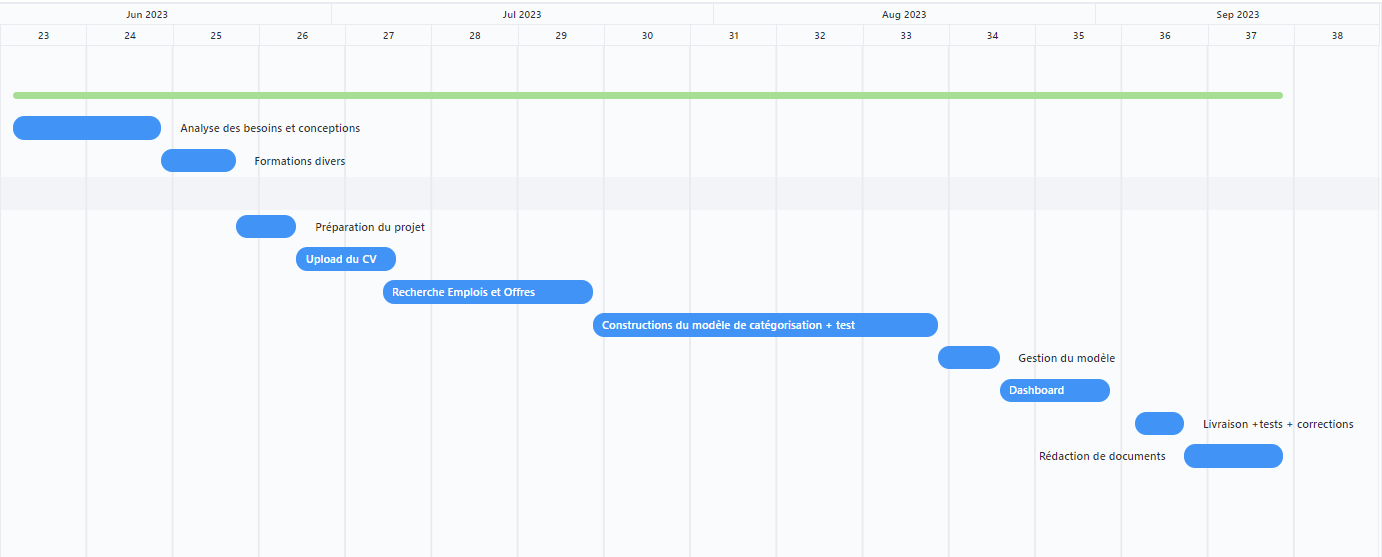 Jun 2023 Jul 2023 Aug 2023 Sep 2023
23 24 25 26 27 28 29 30 31 32 33 34 35 36 37 38
Analyse des besoins et conceptions
Formations divers
Préparation du projet
Upload du CV
Recherche Emplois et Offres
Constructions du modèle de catégorisation + test
Gestion du modèle
Dashboard
Livraison +tests + corrections
Rédaction de documents